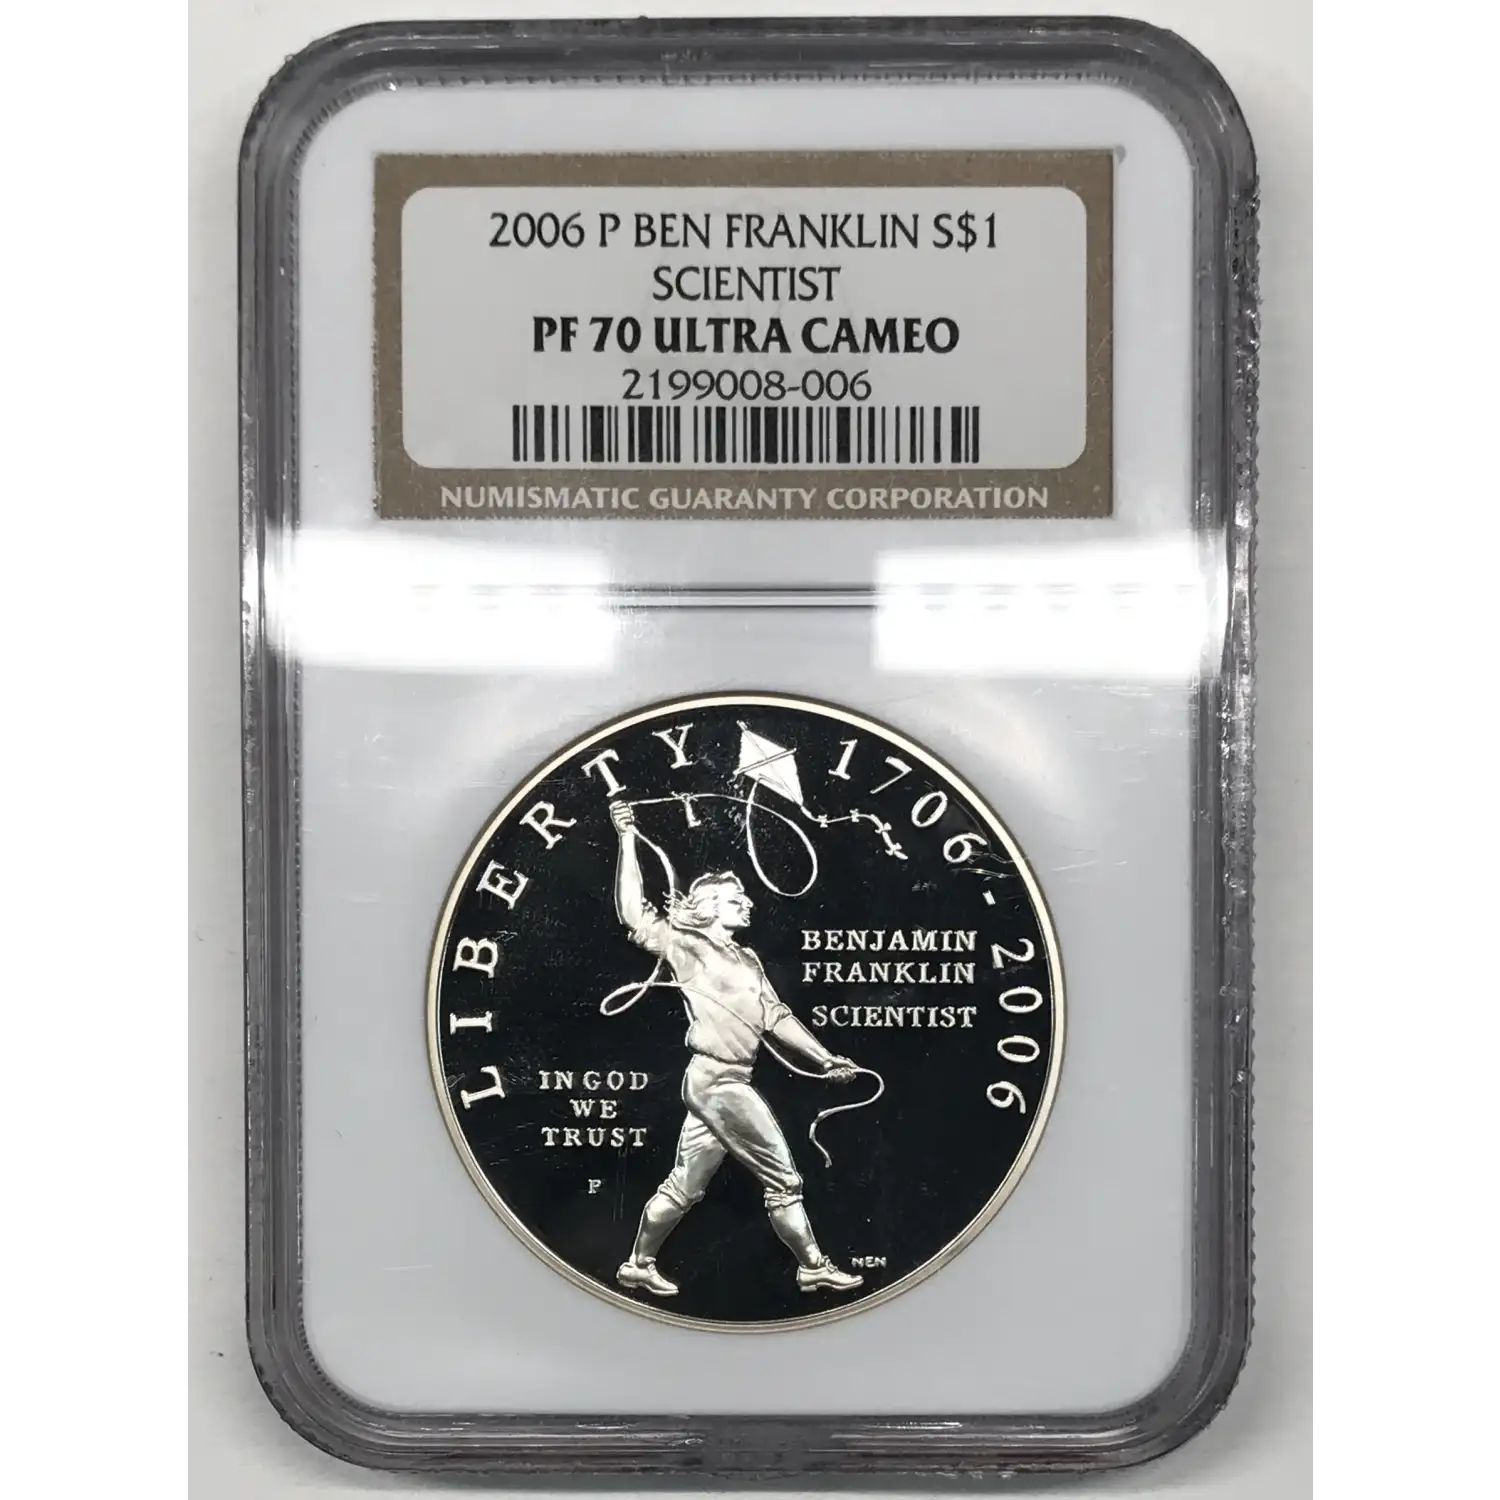 2006 P BEN FRANKLIN S$1
SCIENTIST
PF 70 ULTRA CAMEO
2199008-006
NUMISMATIC GUARANTY CORPORATION
LIBERTY 1706-2006
BENJAMIN
FRANKLIN
SCIENTIST
IN GOD
WE
TRUST
P
NEN